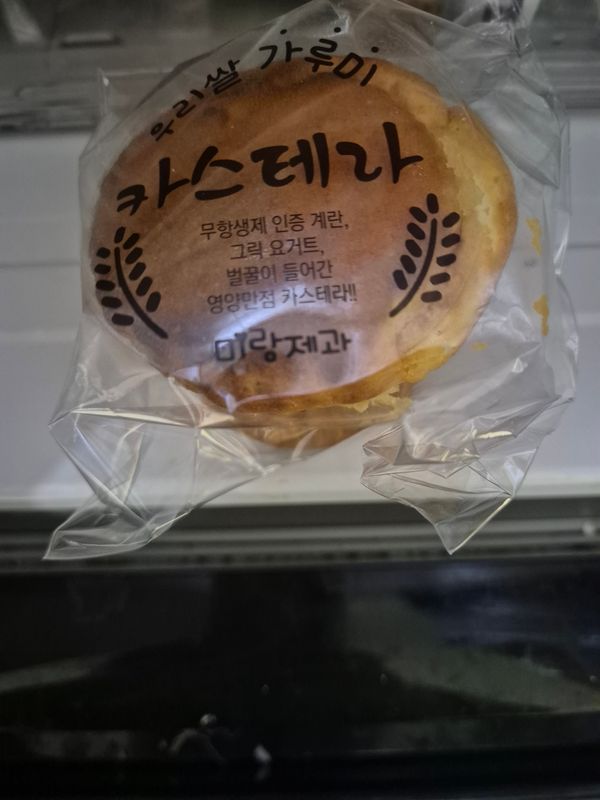 우리쌀 가루미
카스테라
무항생제 인증 계란,
그릭 요거트,
벌꿀이 들어간
영양만점 카스테라!!
미랑제과